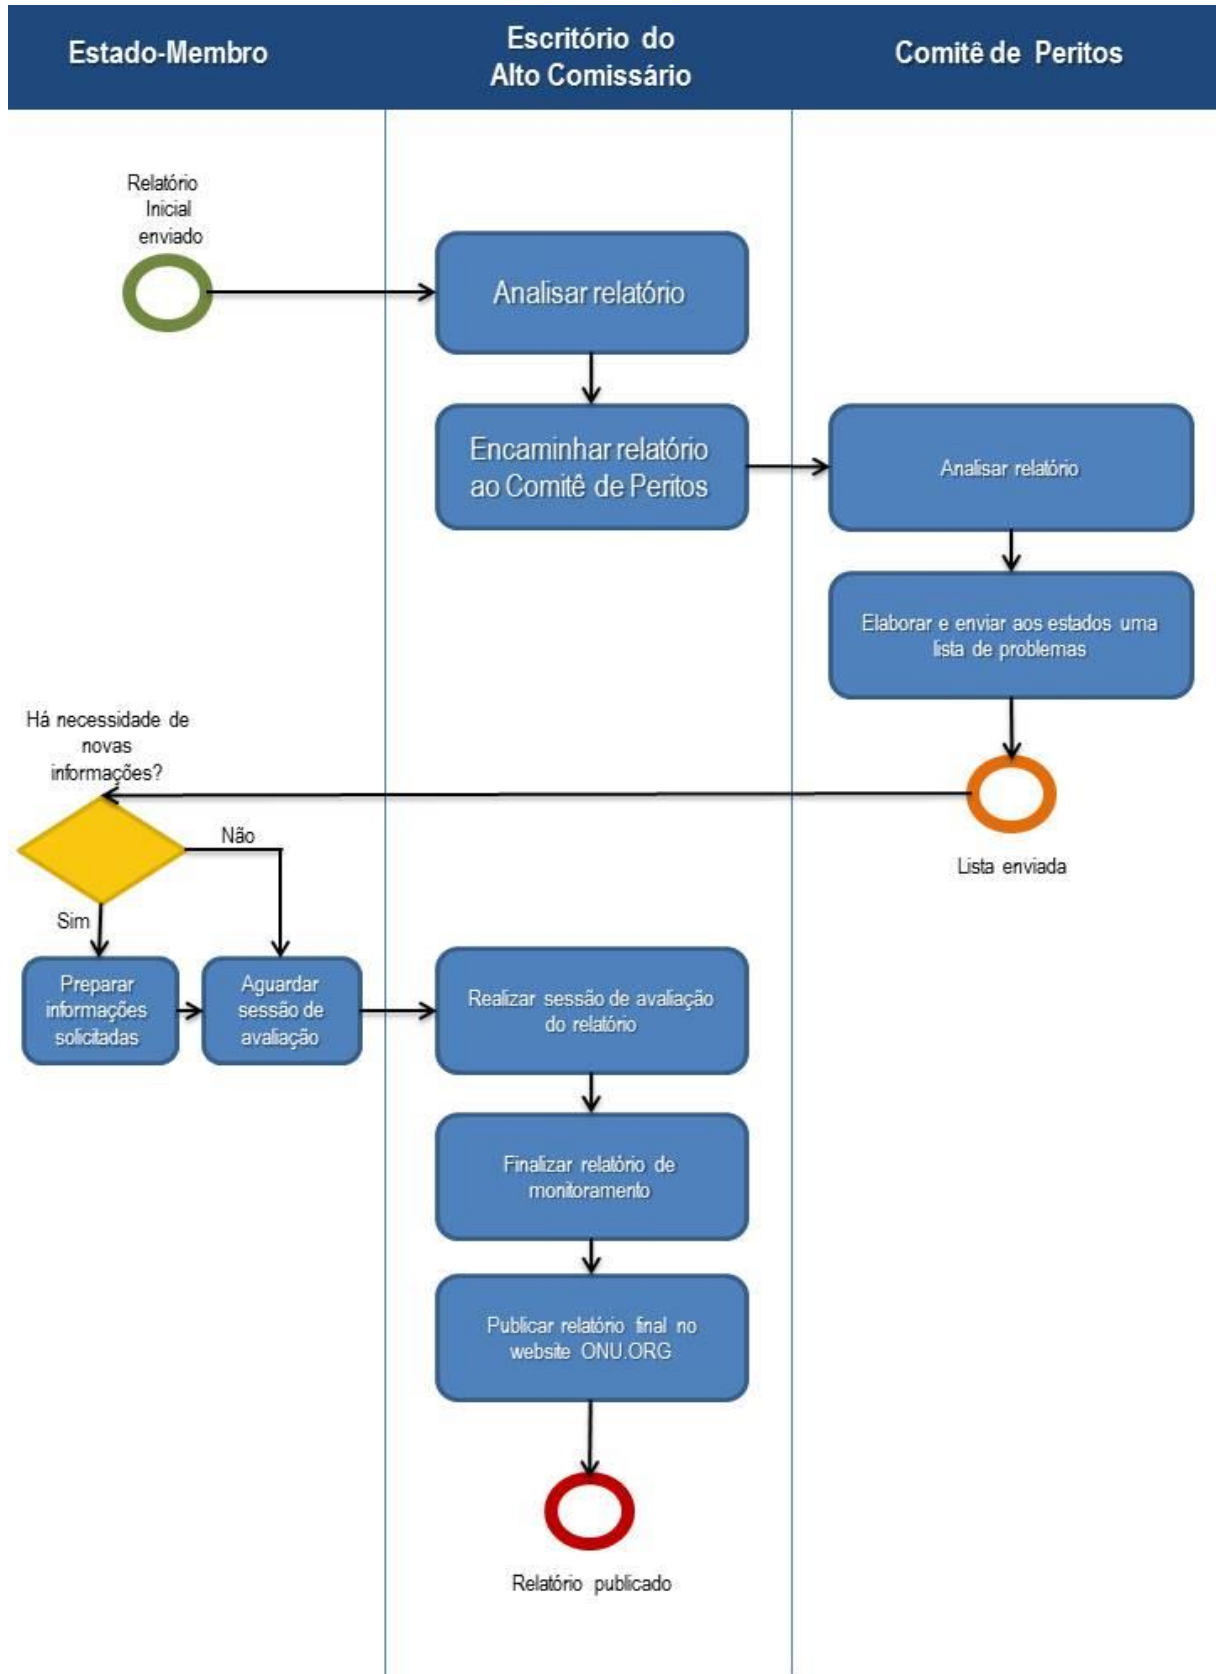 Estado-Membro
Escritório do
Alto Comissário
Comitê de Peritos
Relatório
Inicial
enviado
Analisar relatório
Encaminhar relatório
ao Comitê de Peritos
Analisar relatório
Elaborar e enviar aos estados uma
lista de problemas
Há necessidade de
novas
informações?
Não
Lista enviada
Sim
Preparar
informações
solicitadas
Aguardar
sessão de
avaliação
Realizar sessão de avaliação
do relatório
Finalizar relatório de
monitoramento
Publicar relatório final no
website ONU.ORG
Relatório publicado